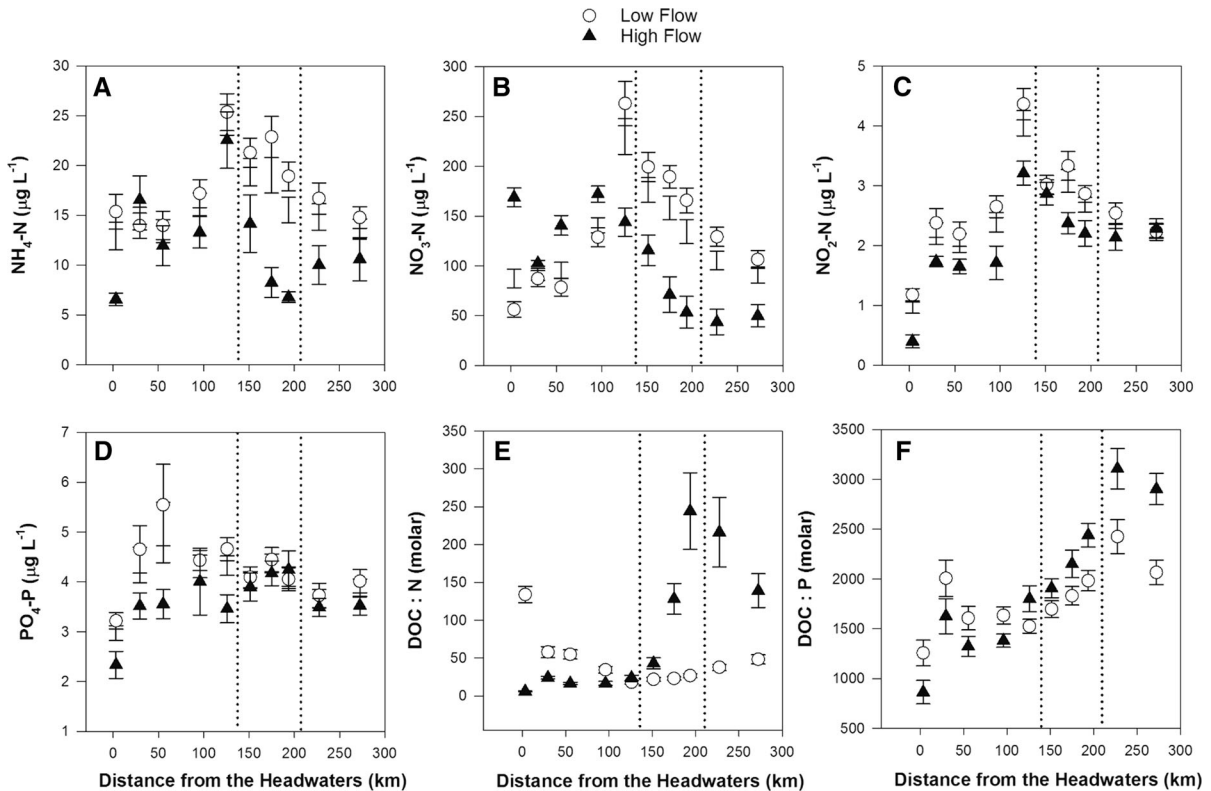 Low Flow
High Flow
A
30
25
20
15
10
5
0
NH4-N (µg L-1)
0 50 100 150 200 250 300
B
300
250
200
150
100
50
0
NO3-N (µg L-1)
0 50 100 150 200 250 300
C
5
4
3
2
1
0
NO2-N (µg L-1)
0 50 100 150 200 250 300
D
7
6
5
4
3
2
1
PO4-P (µg L-1)
0 50 100 150 200 250 300
Distance from the Headwaters (km)
E
350
300
250
200
150
100
50
0
DOC : N (molar)
0 50 100 150 200 250 300
Distance from the Headwaters (km)
F
3500
3000
2500
2000
1500
1000
500
DOC : P (molar)
0 50 100 150 200 250 300
Distance from the Headwaters (km)